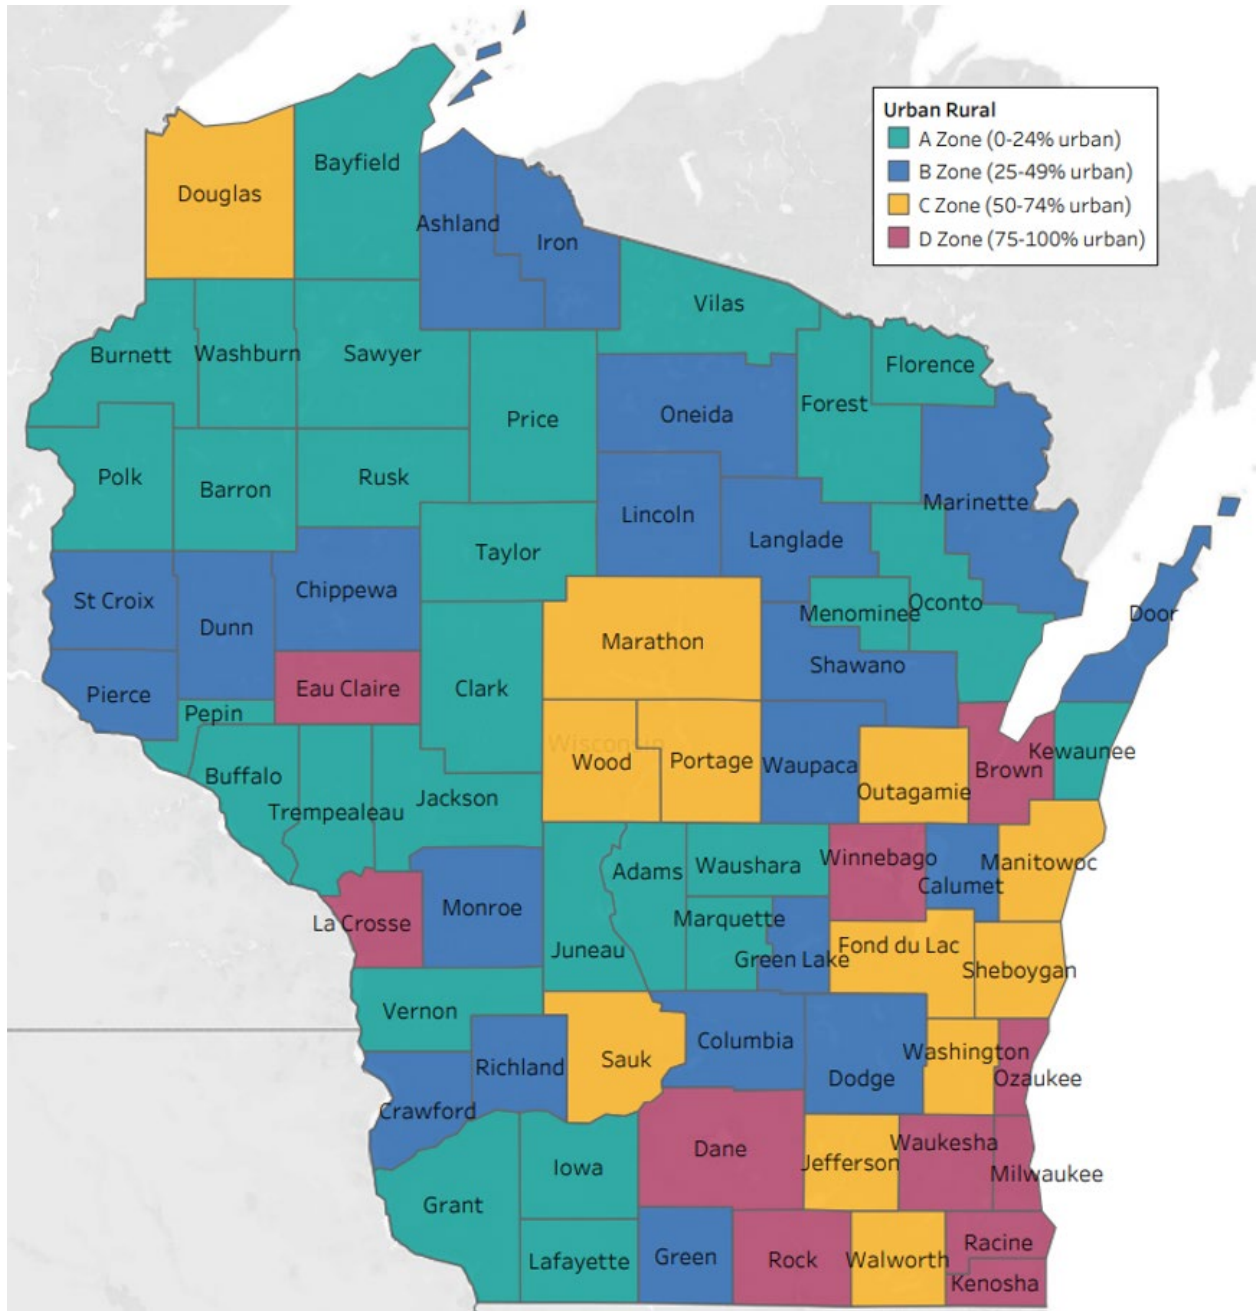 Urban Rural
A Zone (0-24% urban)
B Zone (25-49% urban)
C Zone (50-74% urban)
D Zone (75-100% urban)
Bayfield
Douglas
Ashland
Iron
Vilas
Burnett
Washburn
Sawyer
Florence
Forest
Price
Oneida
Polk
Barron
Rusk
Marinette
Lincoln
Langlade
Taylor
Chippewa
St Croix
Dunn
Menominee
Oconto
Door
Marathon
Shawano
Pierce
Eau Claire
Clark
Pepin
Wisconsin
Kewaunee
Wood
Portage
Waupaca
Brown
Buffalo
Outagamie
Jackson
Trempealeau
Winnebago
Manitowoc
Waushara
Adams
Calumet
Monroe
Marquette
La Crosse
Fond du Lac
Juneau
Green Lake
Sheboygan
Vernon
Columbia
Washington
Sauk
Richland
Dodge
Ozaukee
Crawford
Waukesha
Dane
Jefferson
Iowa
Milwaukee
Grant
Racine
Green
Rock
Walworth
Lafayette
Kenosha